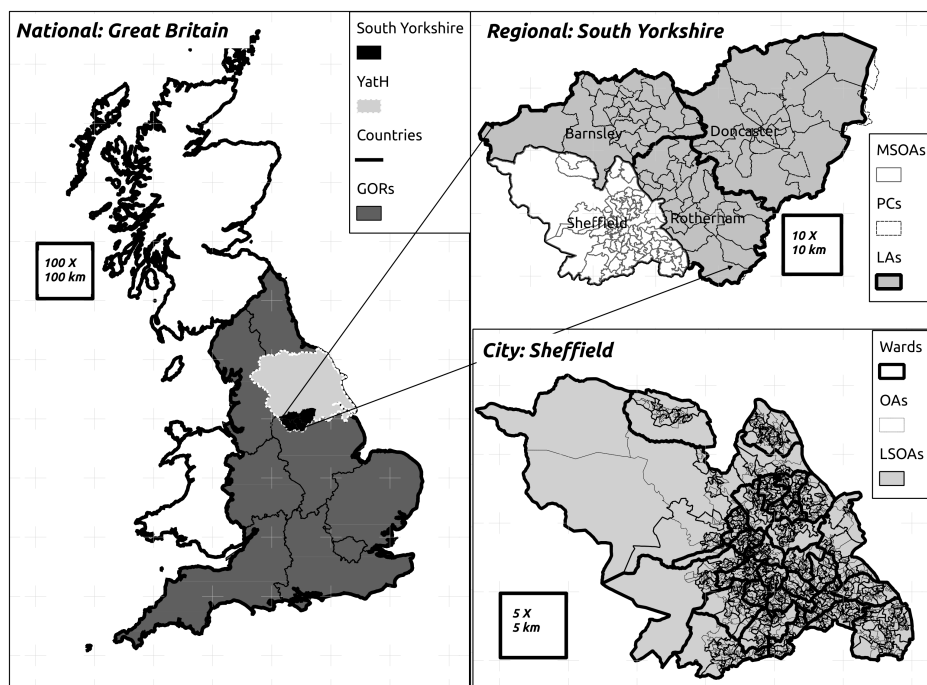 National: Great Britain
South Yorkshire
YatH
Countries
GORs
100 X
100 km
Regional: South Yorkshire
Barnsley
Doncaster
Sheffield
Rotherham
MSOAs
PCs
LAs
10 X
10 km
City: Sheffield
Wards
OAs
LSOAs
5 X
5 km